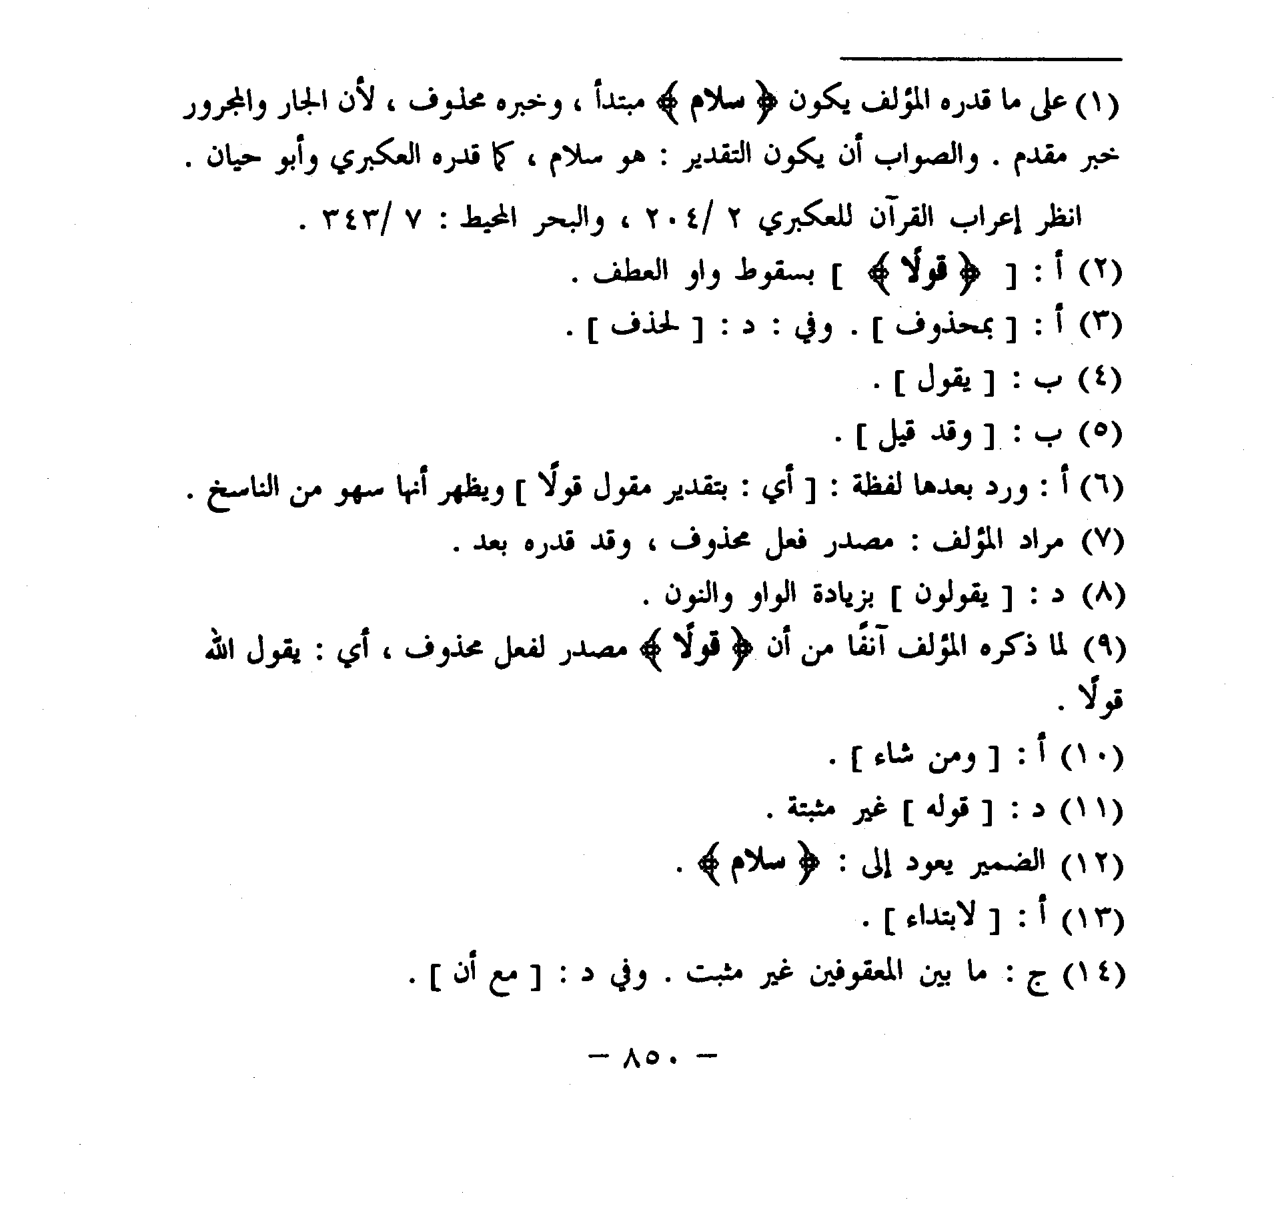 (١) على ما قدره المؤلف يكون ﴿ سلام ﴾ مبتدأ ، وخبره محذوف ، لأن الجار والمجرور
خبر مقدم . والصواب أن يكون التقدير : هو سلام ، كما قدره العكبري وأبو حيان .
انظر إعراب القرآن للعكبري ٢ /٢٠٤ ، والبحر المحيط : ٧ /٣٤٣ .
(٢) أ : [ ﴿ قولًا ﴾ ] بسقوط واو العطف .
(٣) أ : [ بمحذوف ] . وفي : د : [ لحذف ] .
(٤) ب : [ يقول ] .
(٥) ب : [ وقد قيل ] .
(٦) أ : ورد بعدها لفظة : [ أي : بتقدير مقول قولًا ] ويظهر أنها سهو من الناسخ .
(٧) مراد المؤلف : مصدر فعل محذوف ، وقد قدره بعد .
(٨) د : [ يقولون ] بزيادة الواو والنون .
(٩) لما ذكره المؤلف آنفًا من أن ﴿ قولًا ﴾ مصدر لفعل محذوف ، أي : يقول الله
قولًا .
(١٠) أ : [ ومن شاء ] .
(١١) د : [ قوله ] غير مثبتة .
(١٢) الضمير يعود إلى : ﴿ سلام ﴾ .
(١٣) أ : [ لابتداء ] .
(١٤) ج : ما بين المعقوفين غير مثبت . وفي د : [ مع أن ] .
– ٨٥٠ –